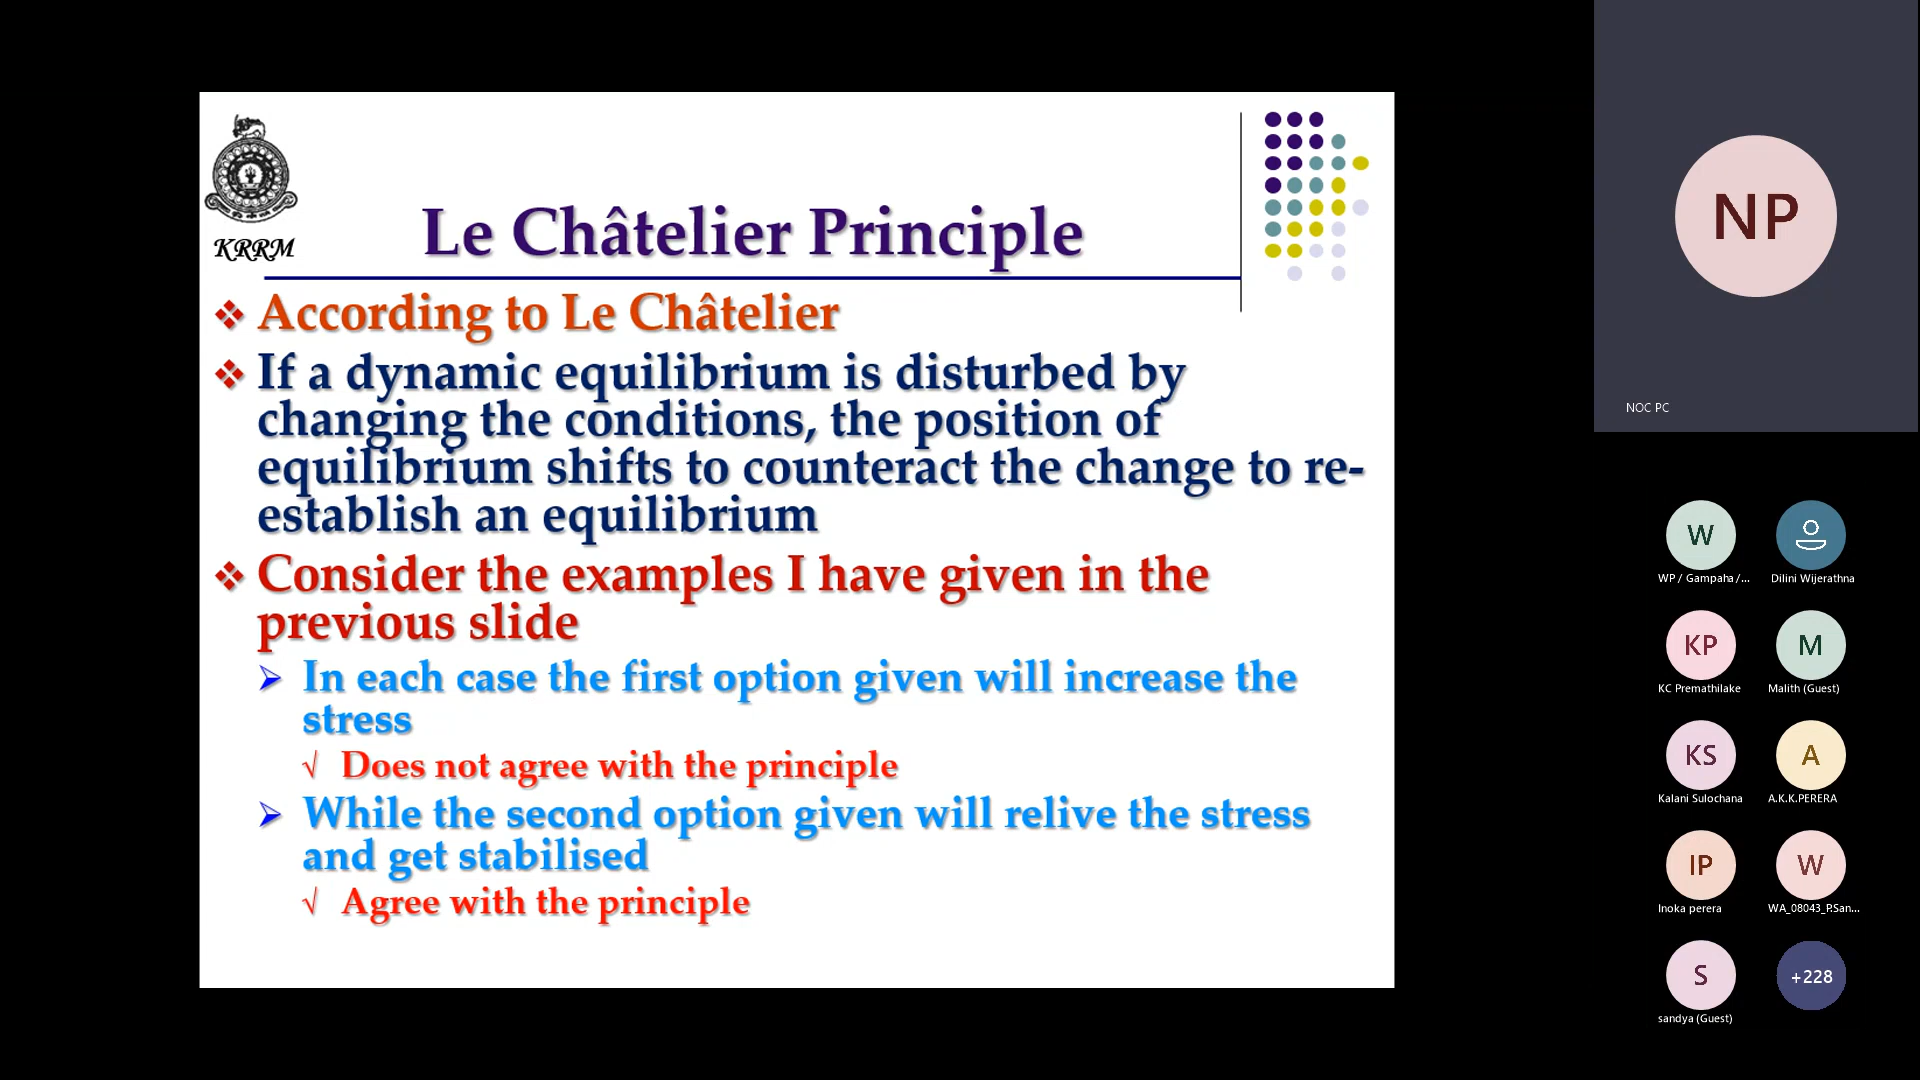 KRRM
Le Châtelier Principle
According to Le Châtelier
If a dynamic equilibrium is disturbed by
changing the conditions, the position of
equilibrium shifts to counteract the change to re-
establish an equilibrium
Consider the examples I have given in the
previous slide
In each case the first option given will increase the
stress
√ Does not agree with the principle
While the second option given will relive the stress
and get stabilised
√ Agree with the principle
NP
NOC PC
W
WP / Gampaha /...
Dilini Wijerathna
KP
M
KC Premathilake
Malith (Guest)
KS
A
Kalani Sulochana
A.K.K.PERERA
IP
W
Inoka perera
WA_08043_P.San...
S
+228
sandya (Guest)